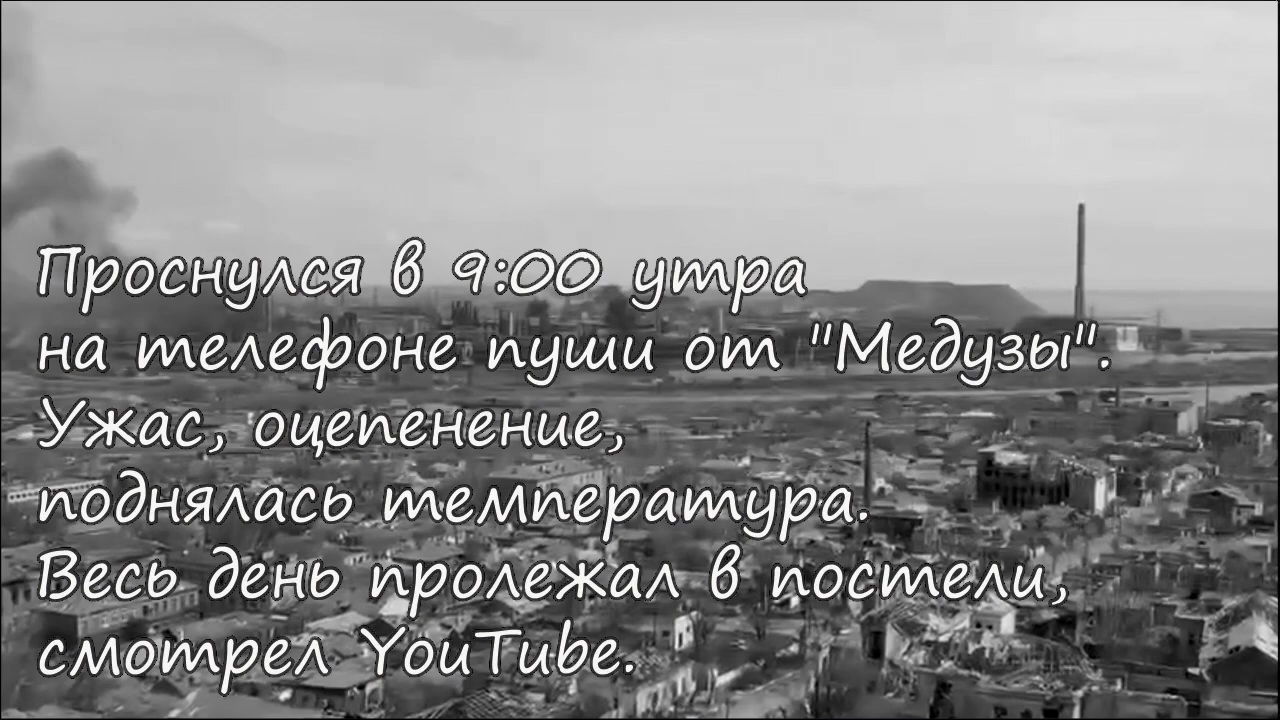 Проснулся в 9:00 утра
на телефоне пуши от "Медузы".
Ужас, оцепенение,
поднялась температура.
Весь день пролежал в постели,
смотрел YouTube.